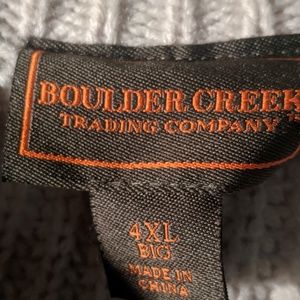 BOULDER CREEK
TRADING COMPANY
4XL
BIG
MADE IN
CHINA